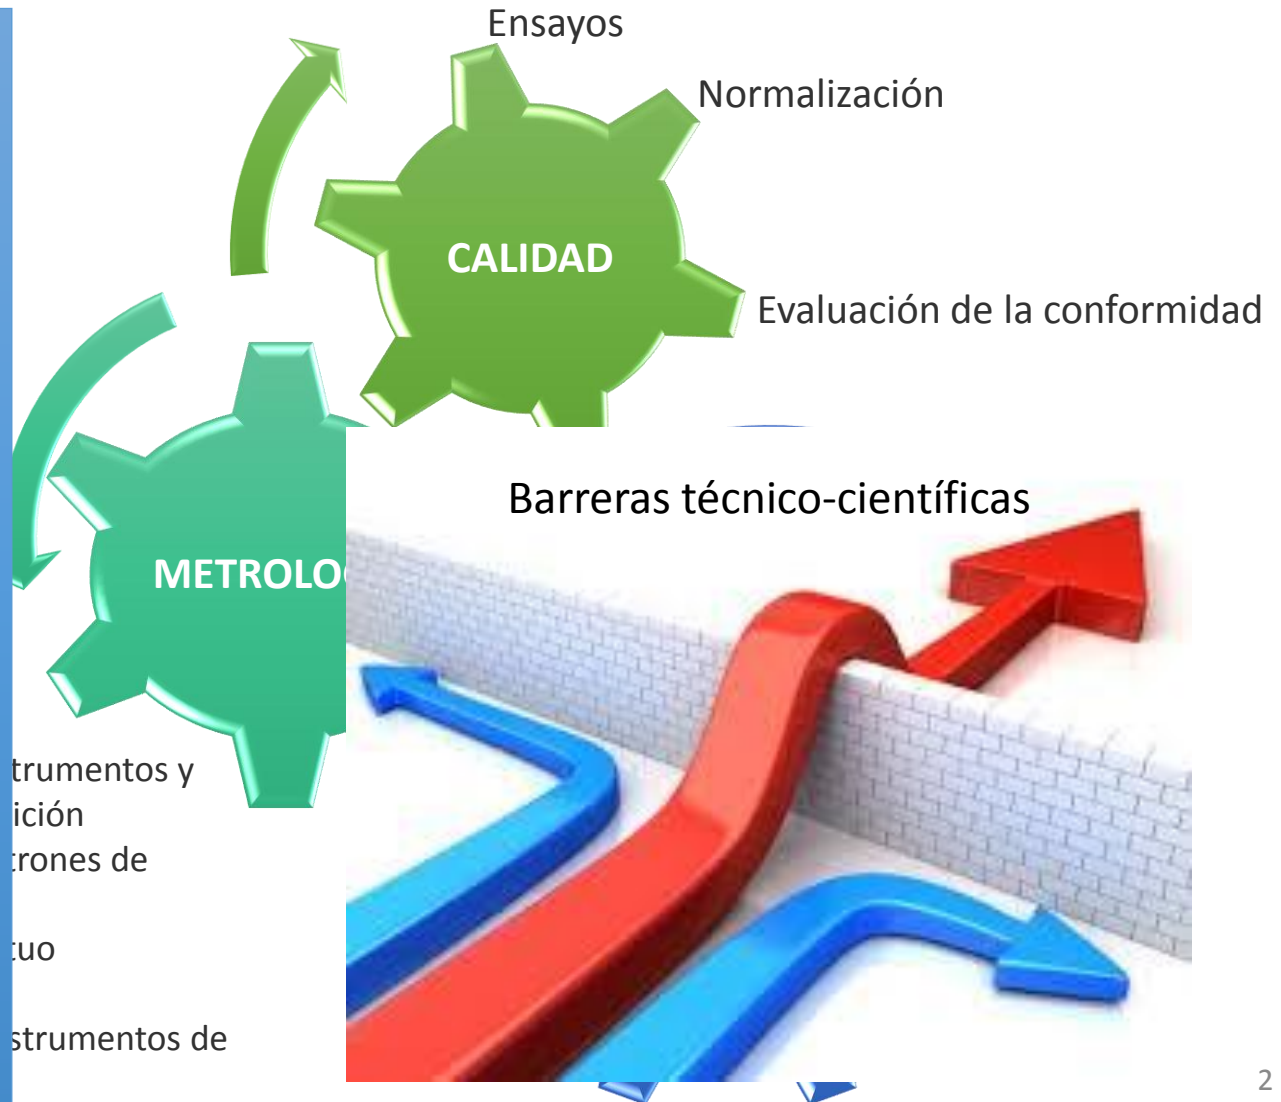 Ensayos
Normalización
CALIDAD
Evaluación de la conformidad
Barreras técnico-científicas
METROLO
trumentos y
ición
trones de
tuo
strumentos de
2